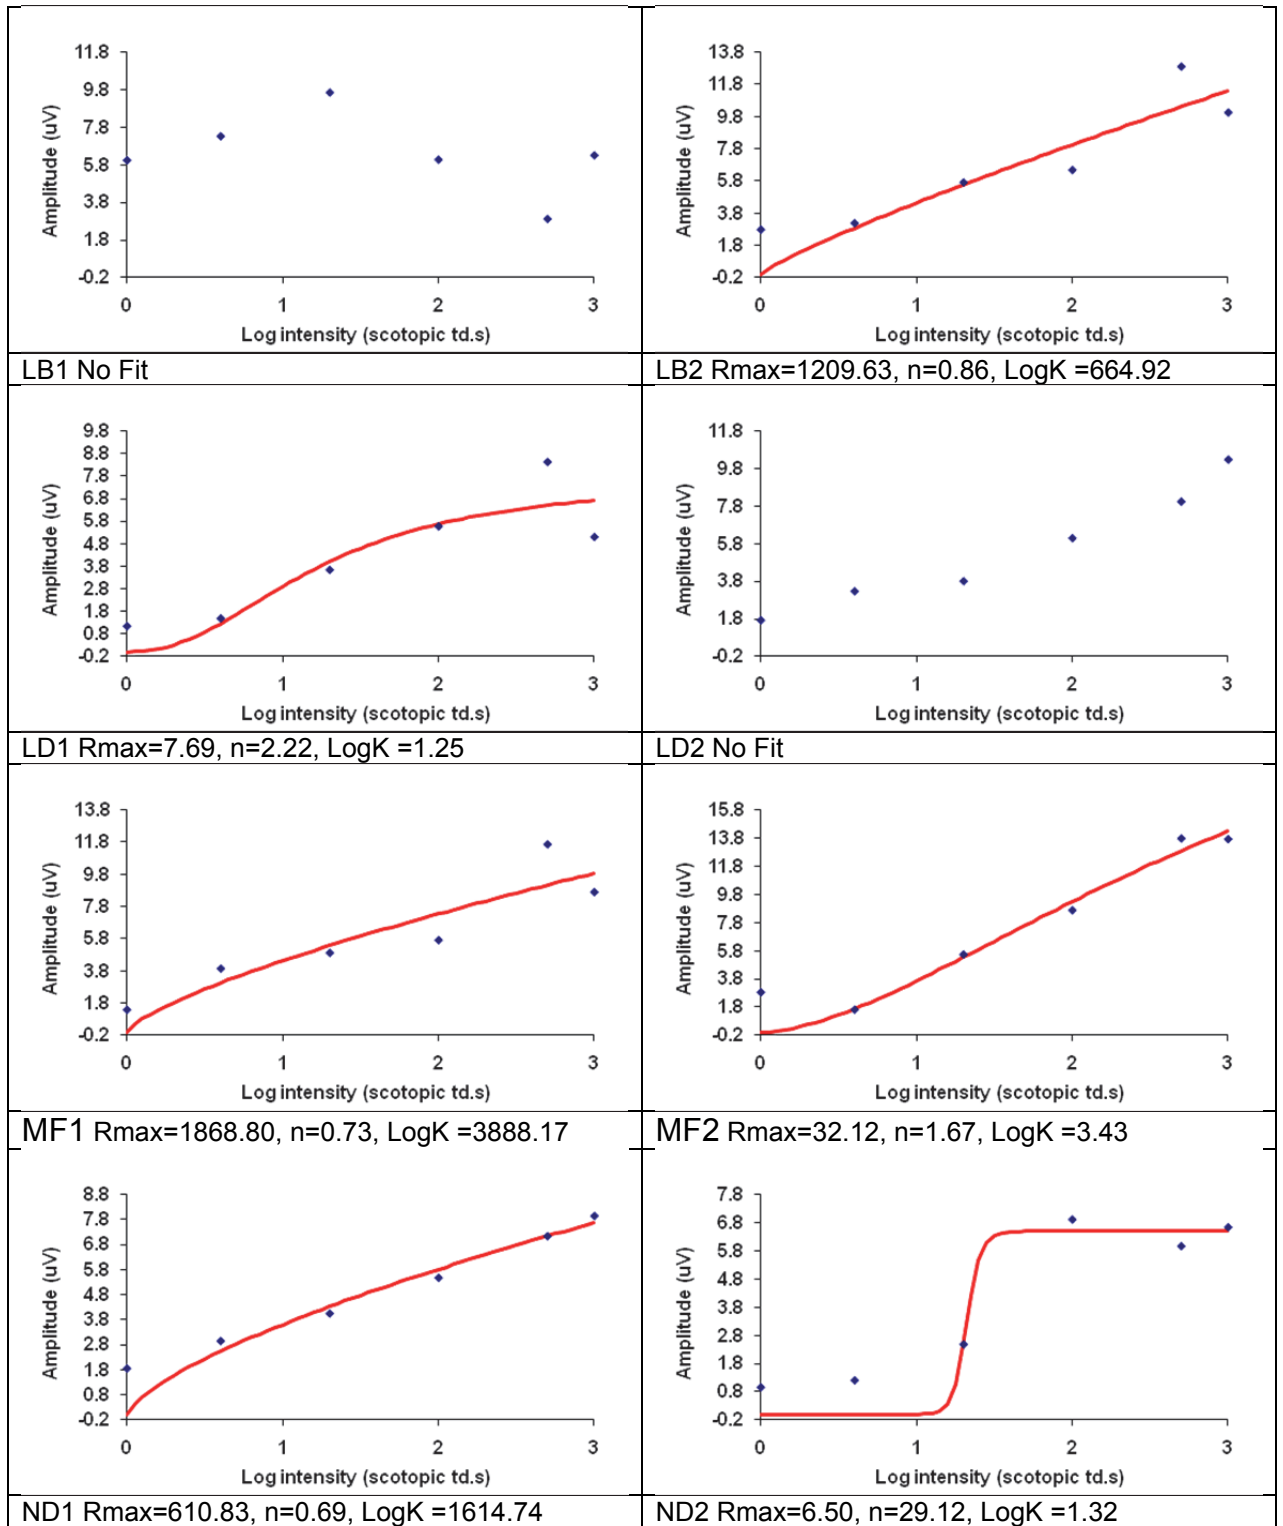 11.8
9.8
7.8
5.8
3.8
1.8
-0.2
Amplitude (uV)
0 1 2 3
Log intensity (scotopic td.s)
LB1 No Fit
13.8
11.8
9.8
7.8
5.8
3.8
1.8
-0.2
Amplitude (uV)
0 1 2 3
Log intensity (scotopic td.s)
LB2 Rmax=1209.63, n=0.86, LogK =664.92
9.8
8.8
7.8
6.8
5.8
4.8
3.8
2.8
1.8
0.8
-0.2
Amplitude (uV)
0 1 2 3
Log intensity (scotopic td.s)
LD1 Rmax=7.69, n=2.22, LogK =1.25
11.8
9.8
7.8
5.8
3.8
1.8
-0.2
Amplitude (uV)
0 1 2 3
Log intensity (scotopic td.s)
LD2 No Fit
13.8
11.8
9.8
7.8
5.8
3.8
1.8
-0.2
Amplitude (uV)
0 1 2 3
Log intensity (scotopic td.s)
MF1 Rmax=1868.80, n=0.73, LogK =3888.17
15.8
13.8
11.8
9.8
7.8
5.8
3.8
1.8
-0.2
Amplitude (uV)
0 1 2 3
Log intensity (scotopic td.s)
MF2 Rmax=32.12, n=1.67, LogK =3.43
8.8
7.8
6.8
5.8
4.8
3.8
2.8
1.8
0.8
-0.2
Amplitude (uV)
0 1 2 3
Log intensity (scotopic td.s)
ND1 Rmax=610.83, n=0.69, LogK =1614.74
7.8
6.8
5.8
4.8
3.8
2.8
1.8
0.8
-0.2
Amplitude (uV)
0 1 2 3
Log intensity (scotopic td.s)
ND2 Rmax=6.50, n=29.12, LogK =1.32